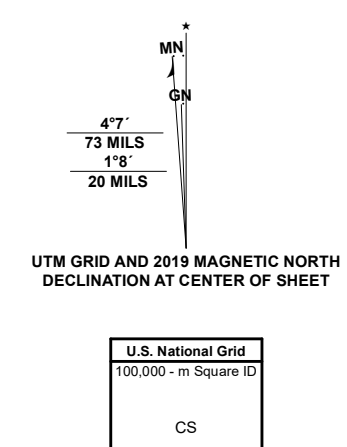 ★
MN
GN
4°7´
73 MILS
1°8´
20 MILS
UTM GRID AND 2019 MAGNETIC NORTH
DECLINATION AT CENTER OF SHEET
U.S. National Grid
100,000 - m Square ID
CS